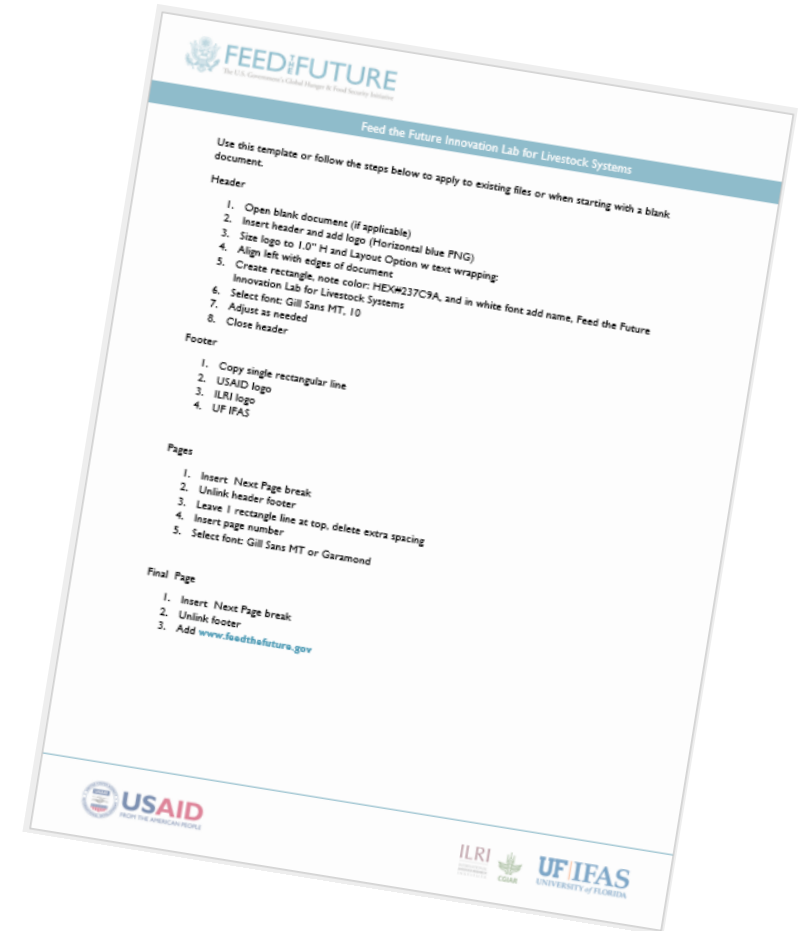 FEED THE FUTURE
The U.S. Government's Global Hunger & Food Security Initiative
Feed the Future Innovation Lab for Livestock Systems
Use this template or follow the steps below to apply to existing files or when starting with a blank
document.
Header
1. Open blank document (if applicable)
2. Insert header and add logo (Horizontal blue PNG)
3. Size logo to 1.0" H and Layout Option w text wrapping:
4. Align left with edges of document
5. Create rectangle, note color: HEX#237C9A, and in white font add name, Feed the Future
Innovation Lab for Livestock Systems
6. Select font: Gill Sans MT, 10
7. Adjust as needed
8. Close header
Footer
1. Copy single rectangular line
2. USAID logo
3. ILRI logo
4. UF IFAS
Pages
1. Insert Next Page break
2. Unlink header footer
3. Leave 1 rectangle line at top, delete extra spacing
4. Insert page number
5. Select font: Gill Sans MT or Garamond
Final Page
1. Insert Next Page break
2. Unlink footer
3. Add www.feedthefuture.gov
USAID
FROM THE AMERICAN PEOPLE
ILRI
CGIAR
UF|IFAS
UNIVERSITY of FLORIDA